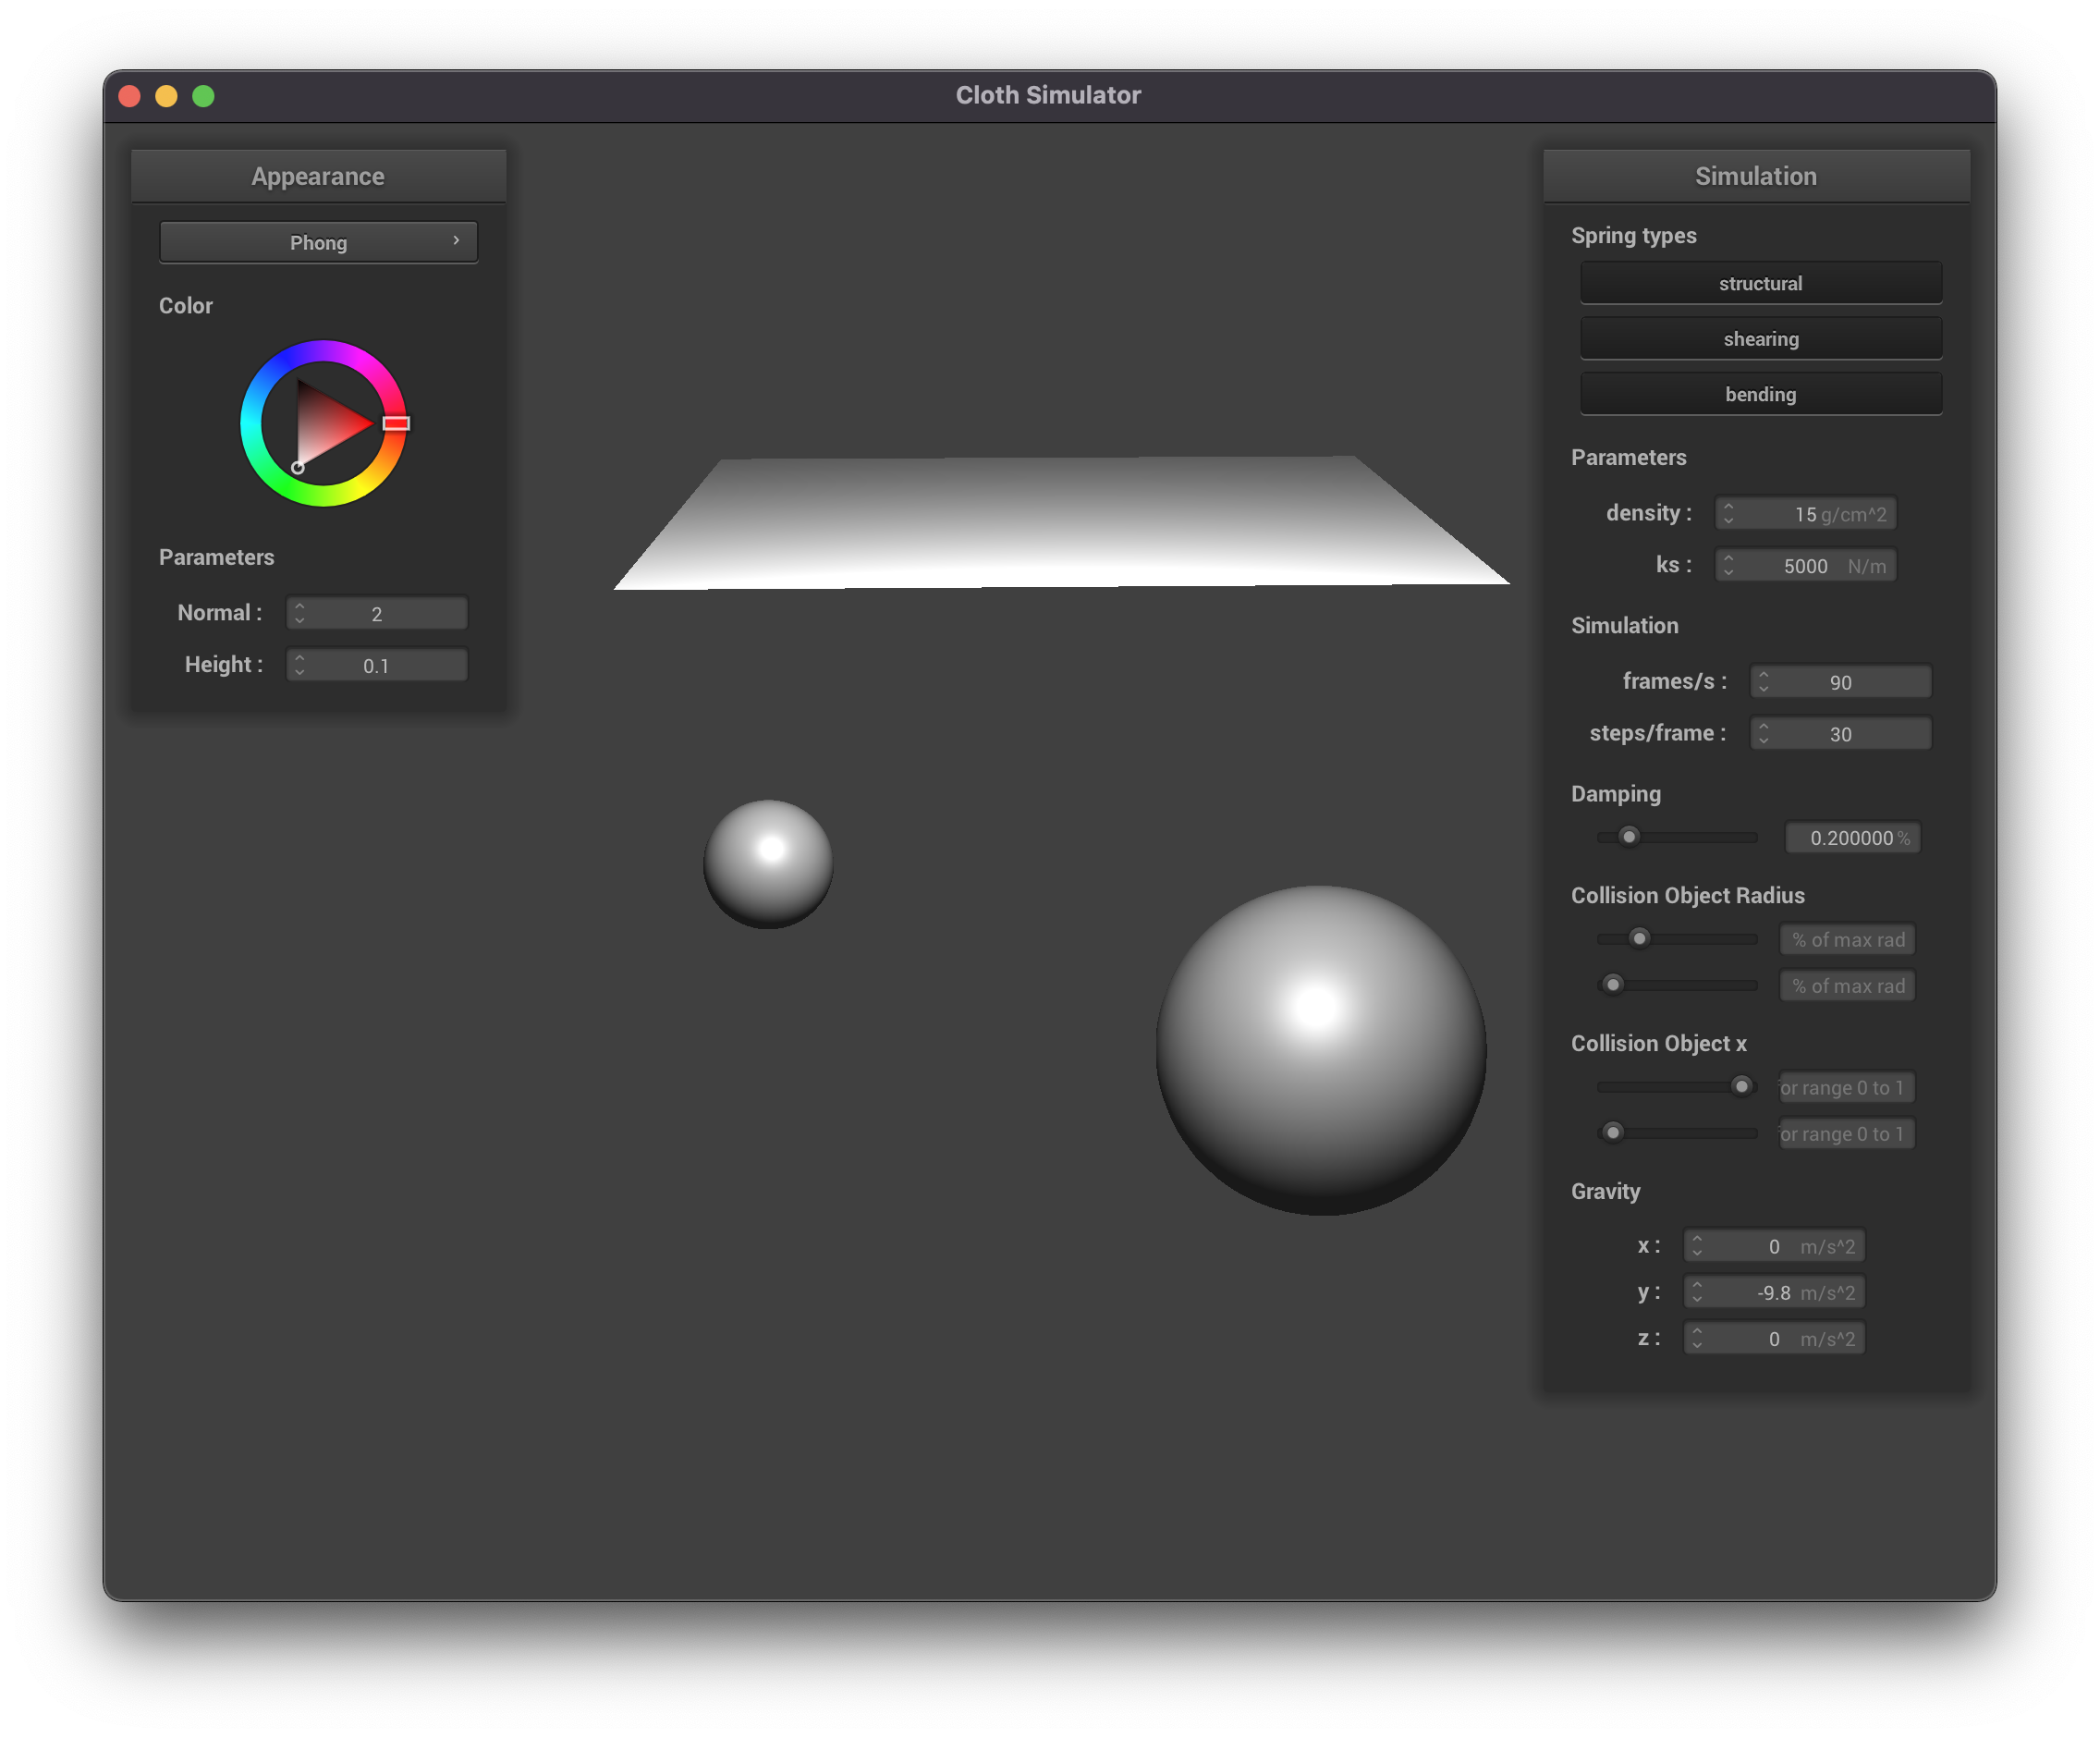 Cloth Simulator
Appearance
Phong
Color
Parameters
Normal : 2
Height : 0.1
Simulation
Spring types
structural
shearing
bending
Parameters
density : 15 g/cm^2
ks : 5000 N/m
Simulation
frames/s : 90
steps/frame : 30
Damping
0.200000 %
Collision Object Radius
% of max rad
% of max rad
Collision Object x
or range 0 to 1
or range 0 to 1
Gravity
x : 0 m/s^2
y : -9.8 m/s^2
z : 0 m/s^2